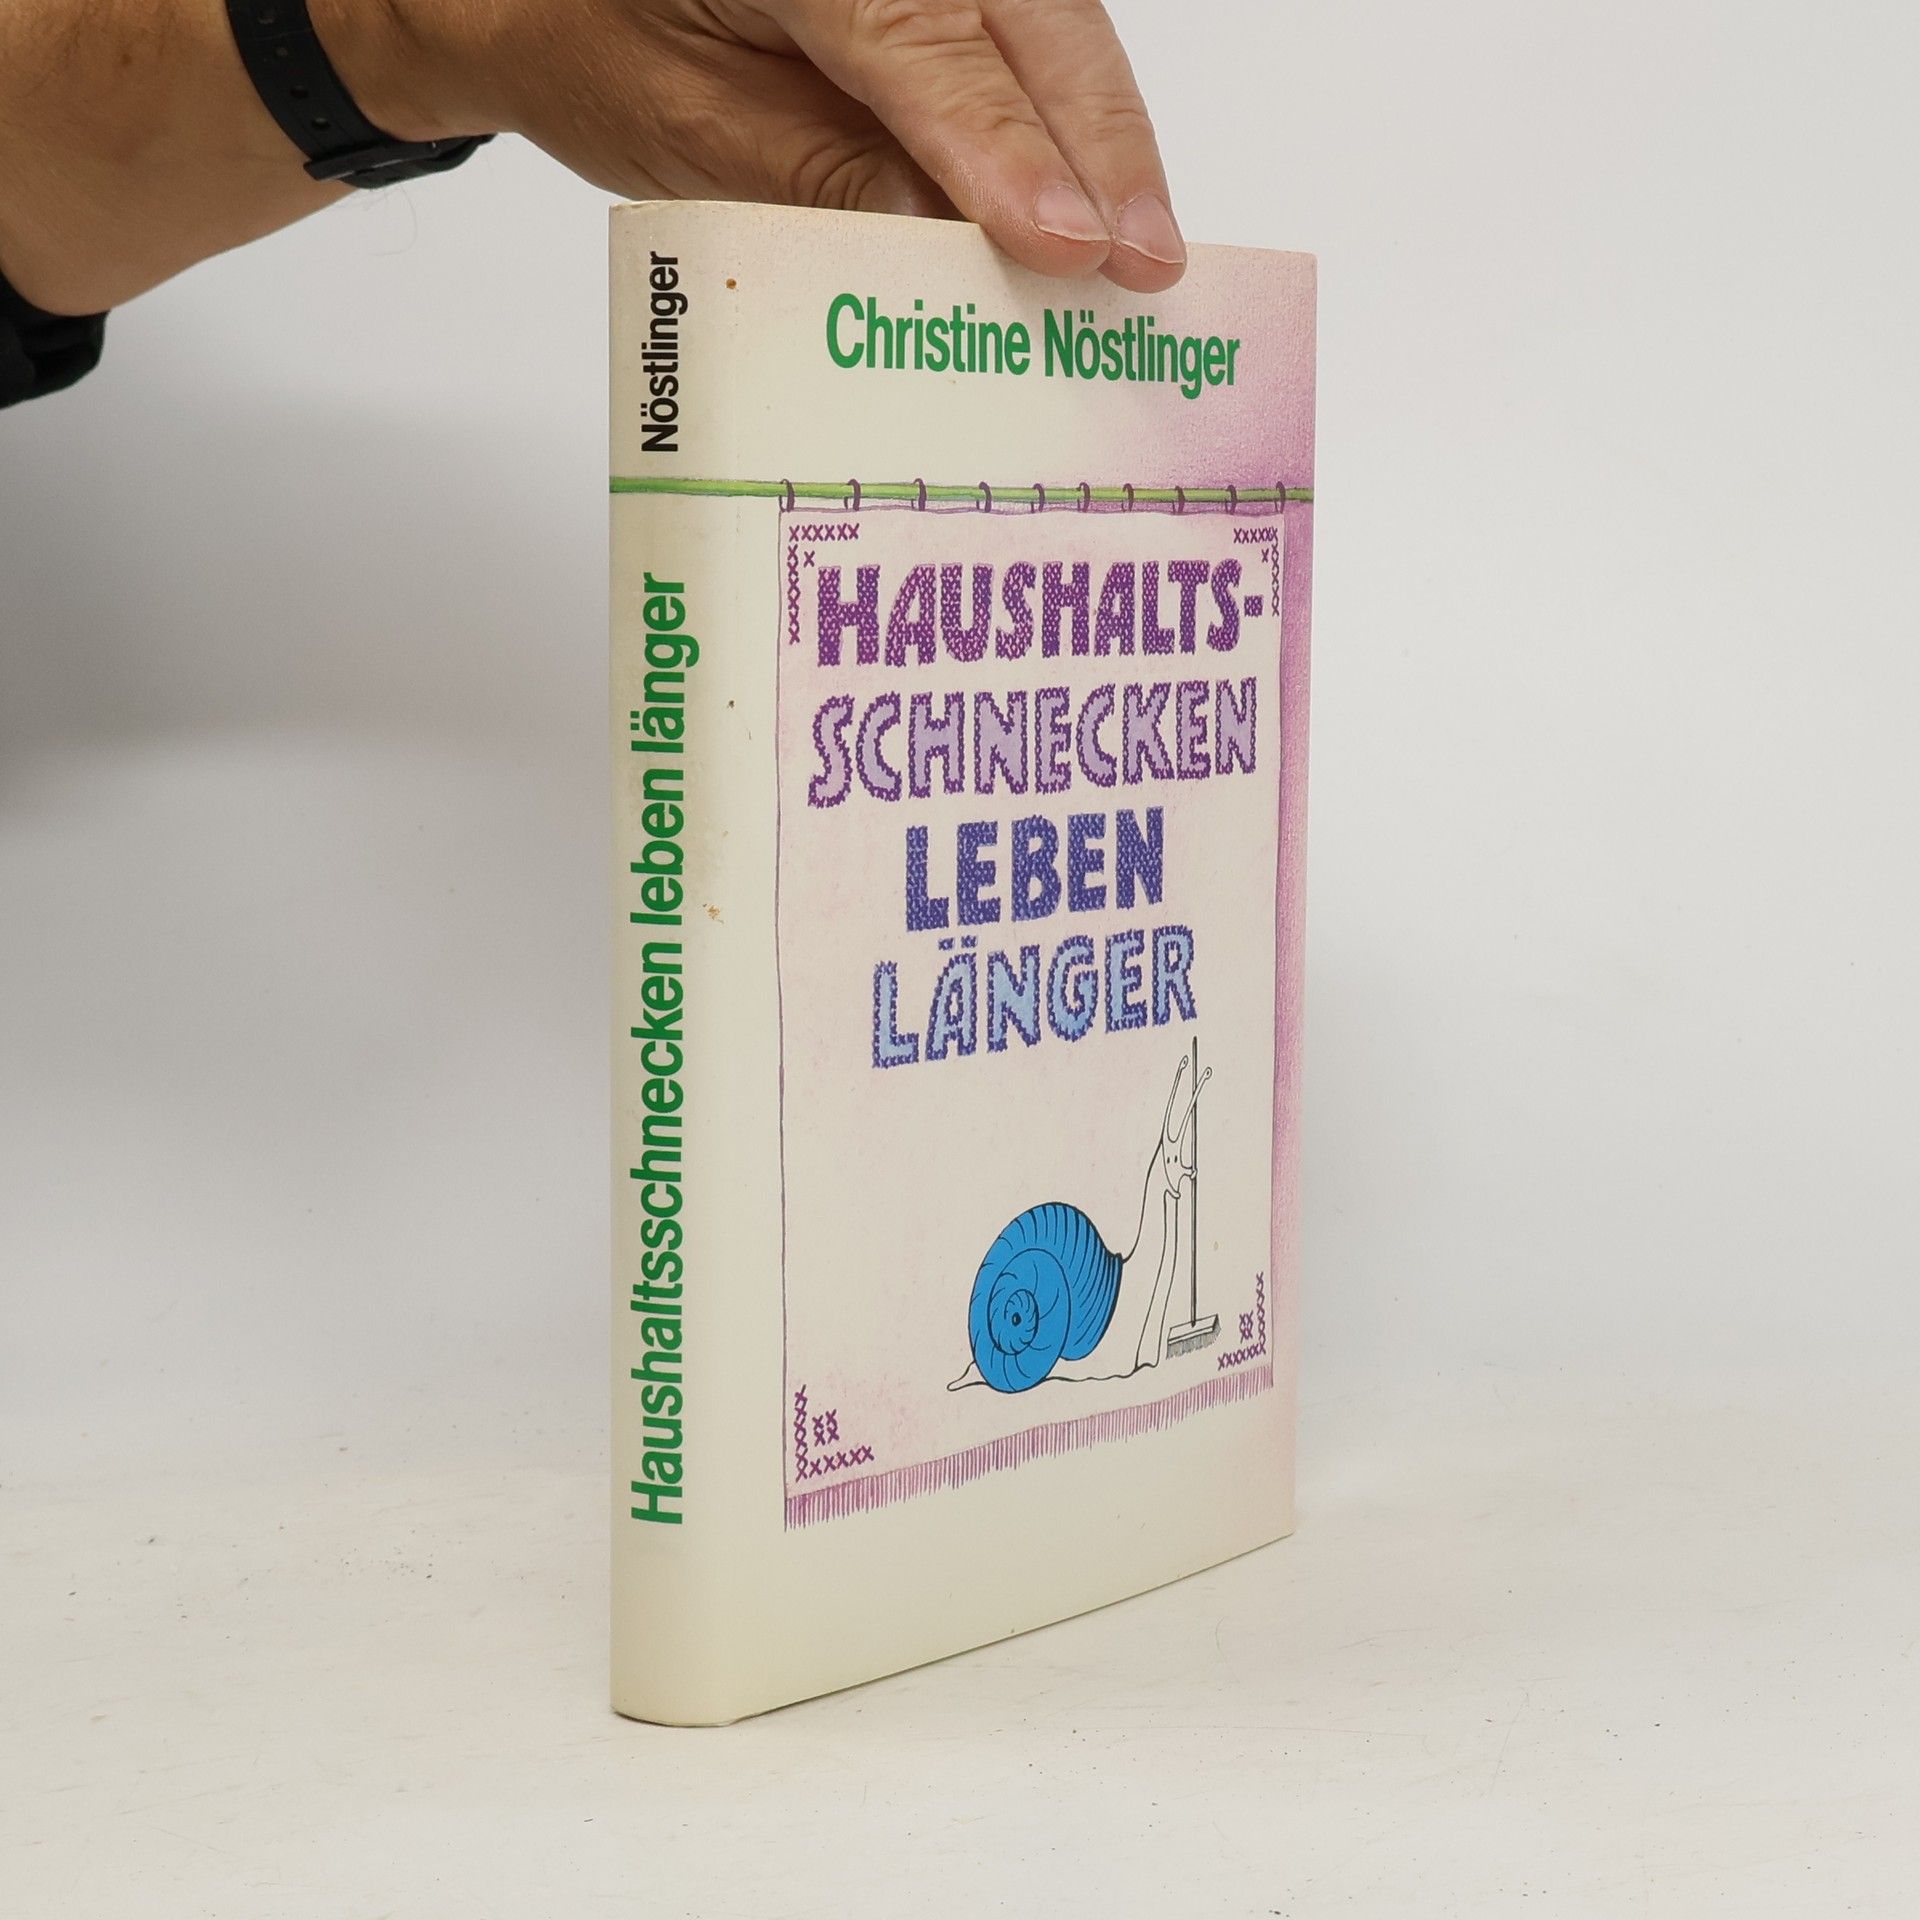 Nöstlinger
Haushaltsschnecken leben länger
Christine Nöstlinger
HAUSHALTS-
SCHNECKEN
LEBEN
LÄNGER